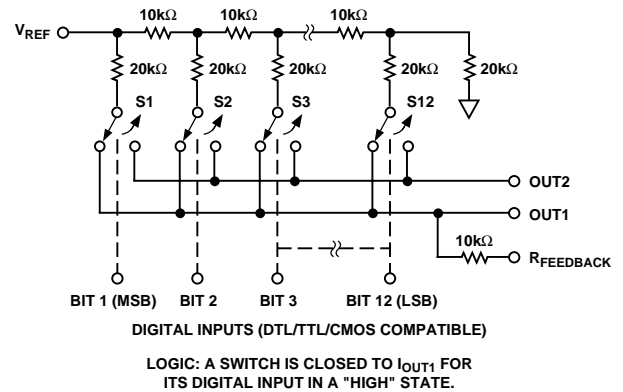 10kΩ 10kΩ 10kΩ
VREF
20kΩ 20kΩ 20kΩ 20kΩ 20kΩ
S1 S2 S3 S12
OUT2
OUT1
10kΩ
RFEEDBACK
BIT 1 (MSB) BIT 2 BIT 3 BIT 12 (LSB)
DIGITAL INPUTS (DTL/TTL/CMOS COMPATIBLE)
LOGIC: A SWITCH IS CLOSED TO IOUT1 FOR
ITS DIGITAL INPUT IN A "HIGH" STATE.